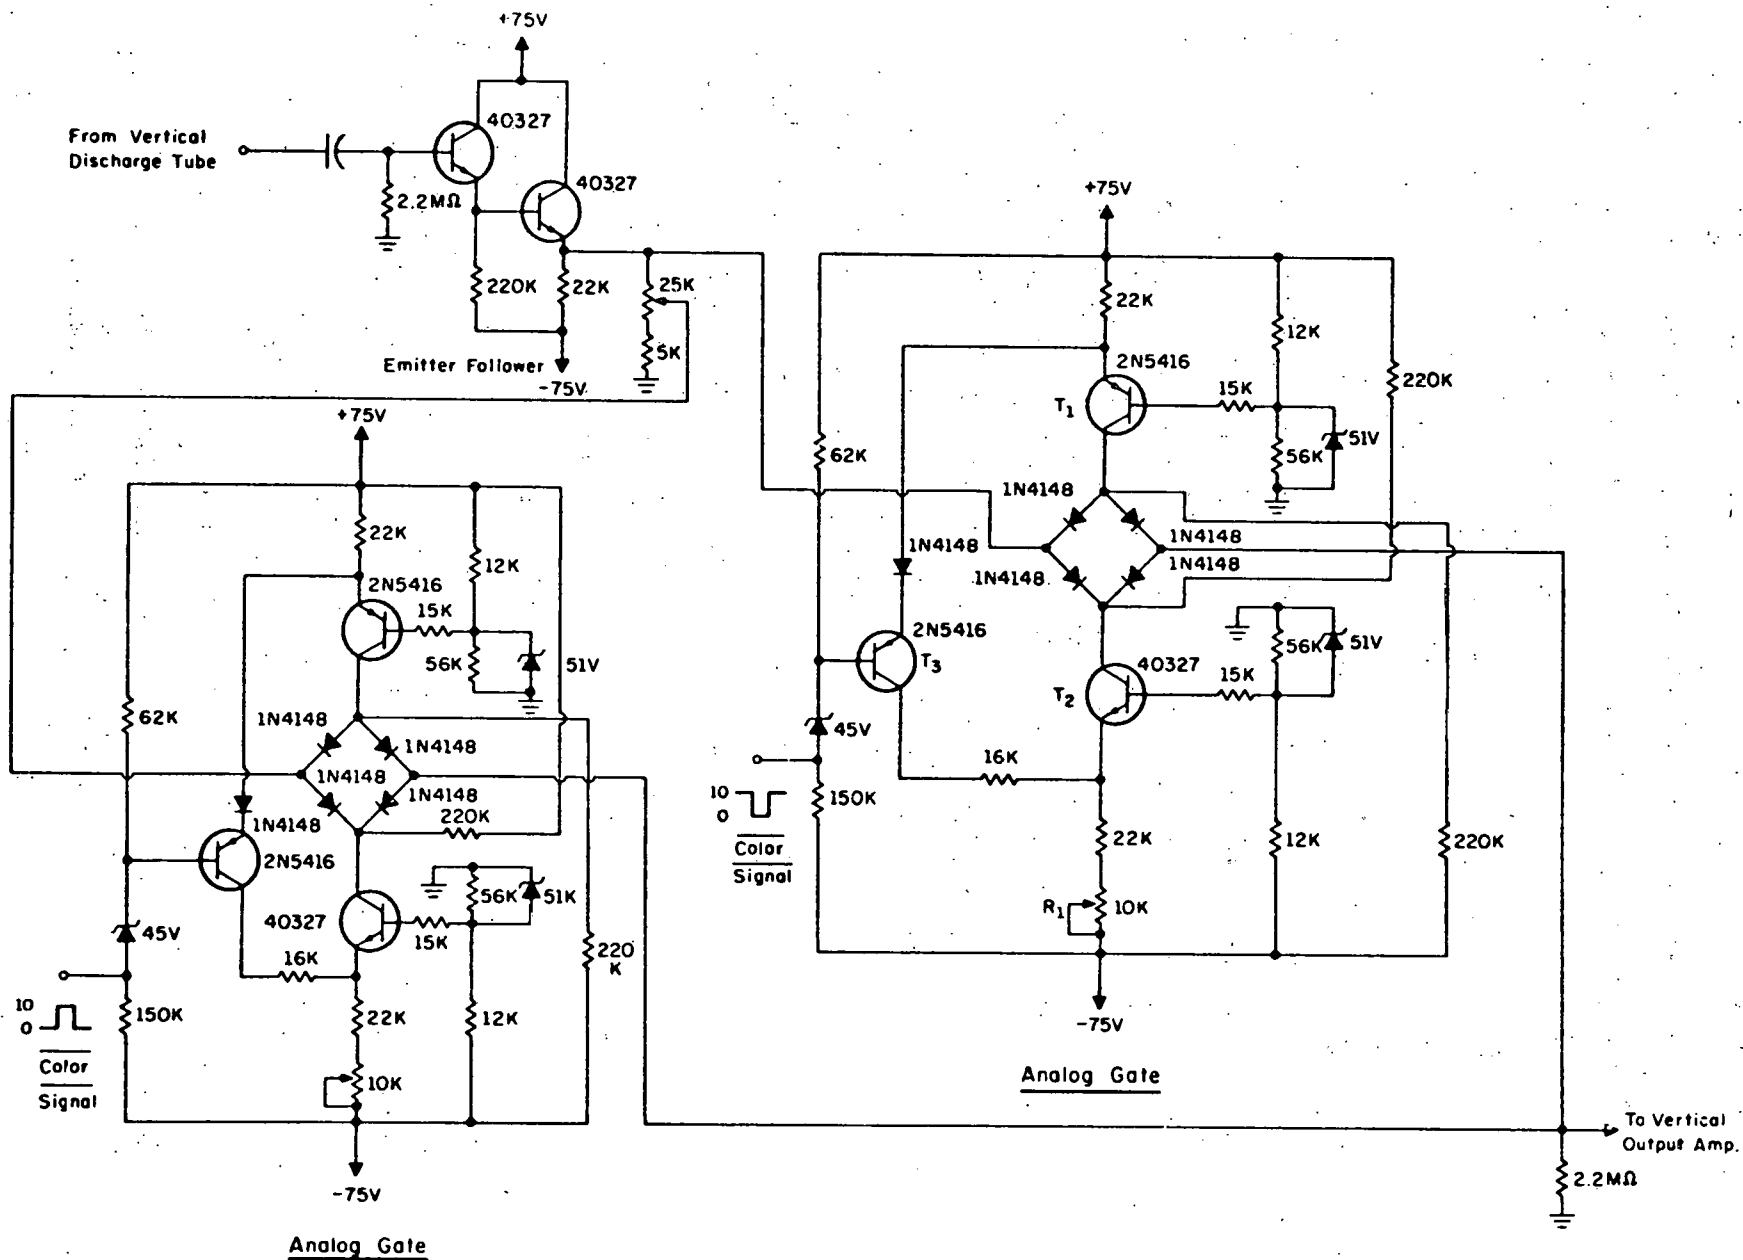 +75V
40327
From Vertical
Discharge Tube
2.2MΩ
40327
220K
22K
25K
5K
Emitter Follower
-75V
+75V
22K
12K
2N5416
15K
220K
T1
51V
56K
62K
1N4148
1N4148
1N4148
1N4148
1N4148
2N5416
T3
56K
51V
40327
15K
T2
45V
16K
10
0
150K
Color
Signal
22K
12K
220K
R1
10K
-75V
Analog Gate
+75V
22K
12K
2N5416
15K
56K
51V
62K
1N4148
1N4148
1N4148
1N4148
220K
1N4148
2N5416
56K
51K
40327
15K
45V
16K
220
K
10
0
150K
22K
12K
Color
Signal
10K
-75V
Analog Gate
To Vertical
Output Amp.
2.2MΩ